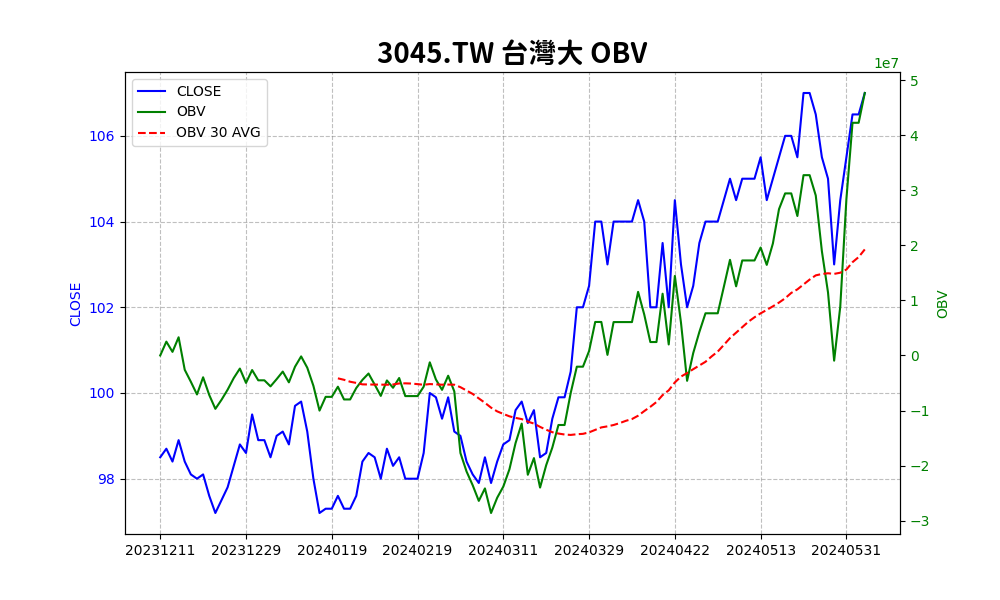 3045.TW 台灣大 OBV
1e7
CLOSE
OBV
OBV 30 AVG
106
104
102
100
98
CLOSE
5
4
3
2
1
0
−1
−2
−3
OBV
20231211 20231229 20240119 20240219 20240311 20240329 20240422 20240513 20240531